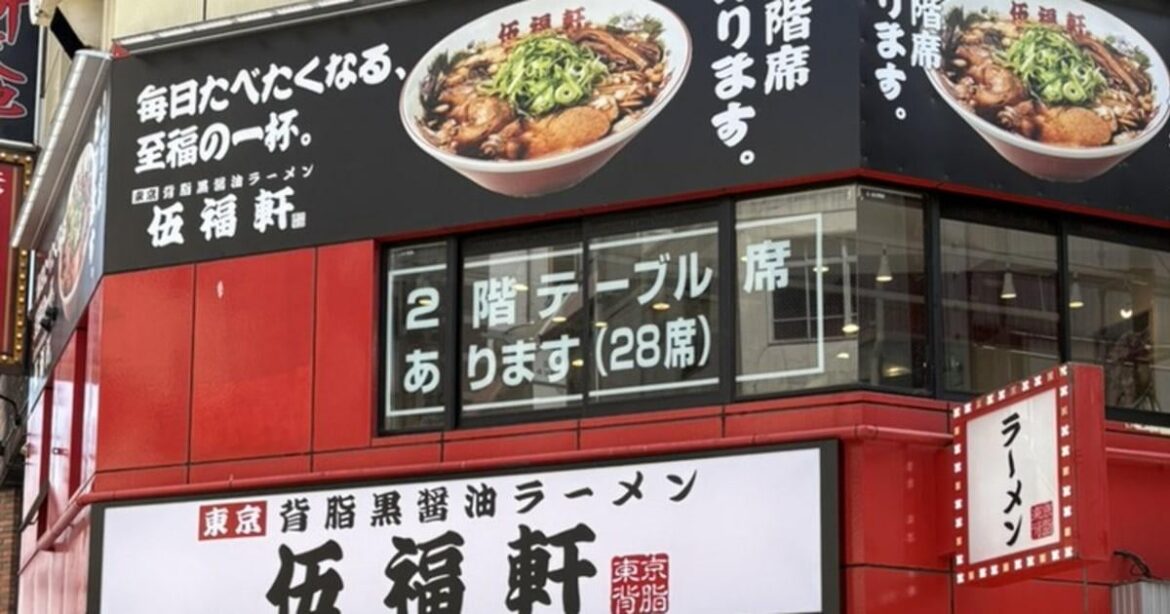 毎日たべたくなる、
至福の一杯。
東京 背脂黒醤油ラーメン
伍福軒
伍福軒
階席
ります。
階席
ります。
伍福軒
2階テーブル席
あります(28席)
東京 背脂黒醤油ラーメン
伍福軒
東京
背脂
ラーメン